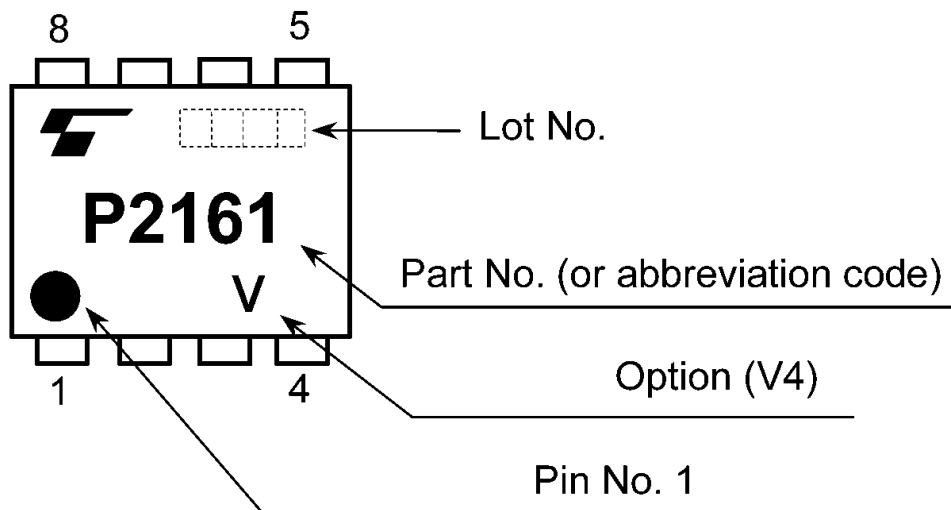 8 5
Lot No.
P2161
Part No. (or abbreviation code)
V
Option (V4)
1 4
Pin No. 1